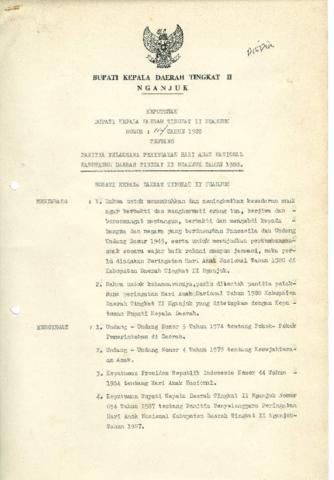 BUPATI KEPALA DAERAH TINGKAT II
NGANJUK
KEPUTUSAN
BUPATI KEPALA DAERAH TINGKAT II NGANJUK
NOMOR : TAHUN 1988
TENTANG
PANITIA PELAKSANA PERINGATAN HARI ANAK NASIONAL
KABUPATEN DAERAH TINGKAT II NGANJUK TAHUN 1988.
BUPATI KEPALA DAERAH TINGKAT II NGANJUK
MENIMBANG : 1. Bahwa untuk menumbuhkan dan meningkatkan kesadaran anak
agar berbakti dan menghormati orang tua, berjiwa dan
bersemangat berbakti dan mengabdi kepada
bangsa dan negara yang berdasarkan Pancasila dan Undang
Undang Dasar 1945, serta untuk mewujudkan pertumbuhan
anak secara wajar baik rohani maupun jasmani, maka per
lu diadakan Peringatan Hari Anak Nasional Tahun 1988 di
Kabupaten Daerah Tingkat II Nganjuk.
2. Bahwa untuk perlu dibentuk panitia
peringatan Hari Anak Nasional Tahun 1988 Kabupaten
Daerah Tingkat II Nganjuk yang ditetapkan dengan Kepu
tusan Bupati Kepala Daerah.
MENGINGAT : 1. Undang - Undang Nomor 5 Tahun 1974 tentang Pokok- Pokok
Pemerintahan di Daerah.
2. Undang - Undang Nomor 4 Tahun 1979 tentang Kesejahtera-
an Anak.
3. Keputusan Presiden Republik Indonesia Nomor 44 Tahun
1984 tentang Hari Anak Nasional.
4. Keputusan Bupati Kepala Daerah Tingkat II Nganjuk Nomor
Tahun 1987 tentang Panitia Penyelenggara Peringatan
Hari Anak Nasional Kabupaten Daerah Tingkat II Nganjuk
Tahun 1987.